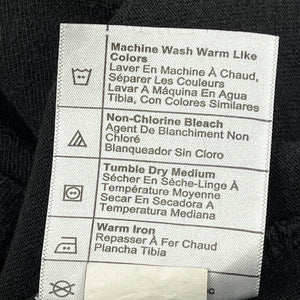 Machine Wash Warm Like
Colors
Laver En Machine À Chaud,
Séparer Les Couleurs
Lavar A Máquina En Agua
Tibia, Con Colores Similares
Non-Chlorine Bleach
Agent De Blanchiment Non
Chloré
Blanqueador Sin Cloro
Tumble Dry Medium
Sécher En Sèche-Linge À
Température Moyenne
Secar En Secadora A
Temperatura Mediana
Warm Iron
Repasser À Fer Chaud
Plancha Tibia